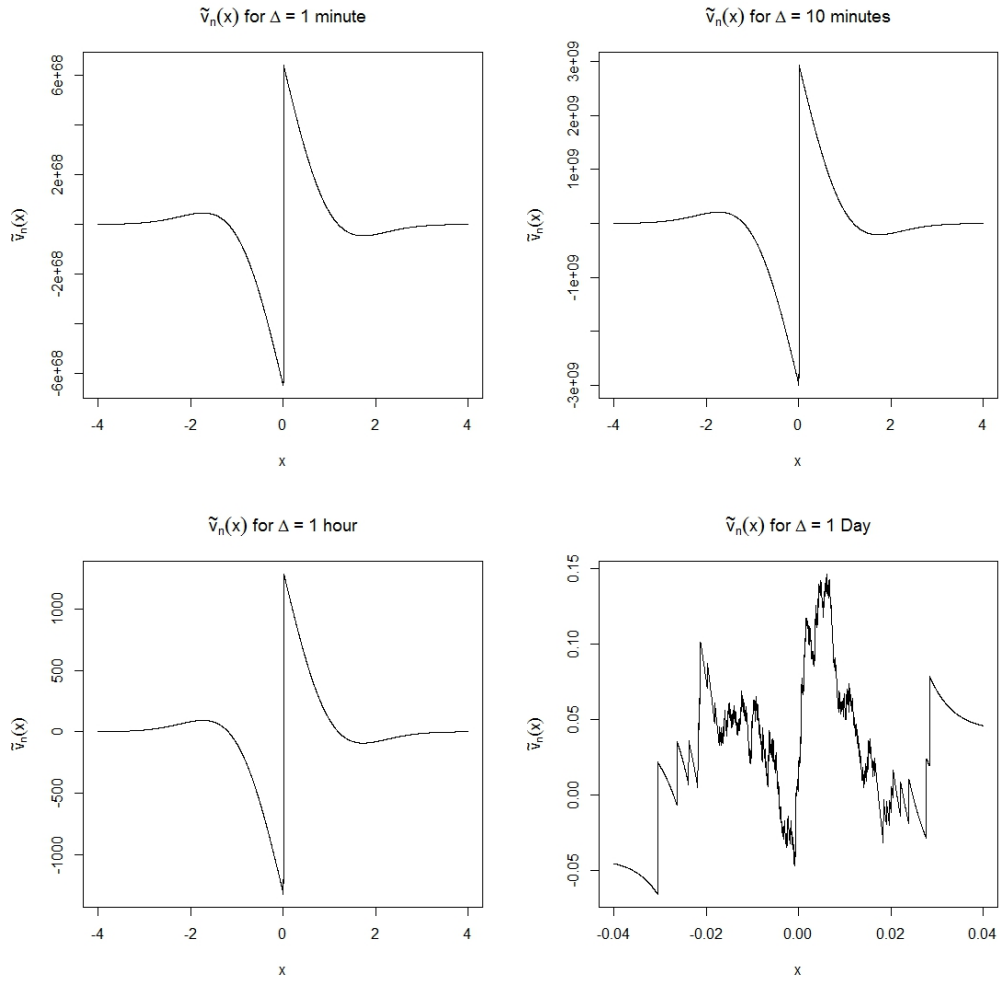 ṽₙ(x) for Δ = 1 minute
ṽₙ(x)
6e+68
2e+68
-2e+68
-6e+68
-4 -2 0 2 4
x
ṽₙ(x) for Δ = 10 minutes
ṽₙ(x)
3e+09
2e+09
1e+09
-1e+09
-3e+09
-4 -2 0 2 4
x
ṽₙ(x) for Δ = 1 hour
ṽₙ(x)
1000
500
0
-500
-1000
-4 -2 0 2 4
x
ṽₙ(x) for Δ = 1 Day
ṽₙ(x)
0.15
0.10
0.05
0.00
-0.05
-0.04 -0.02 0.00 0.02 0.04
x